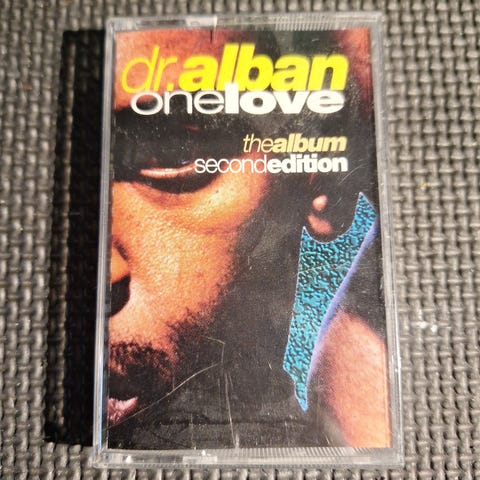 dr.alban
onelove
thealbum
secondedition